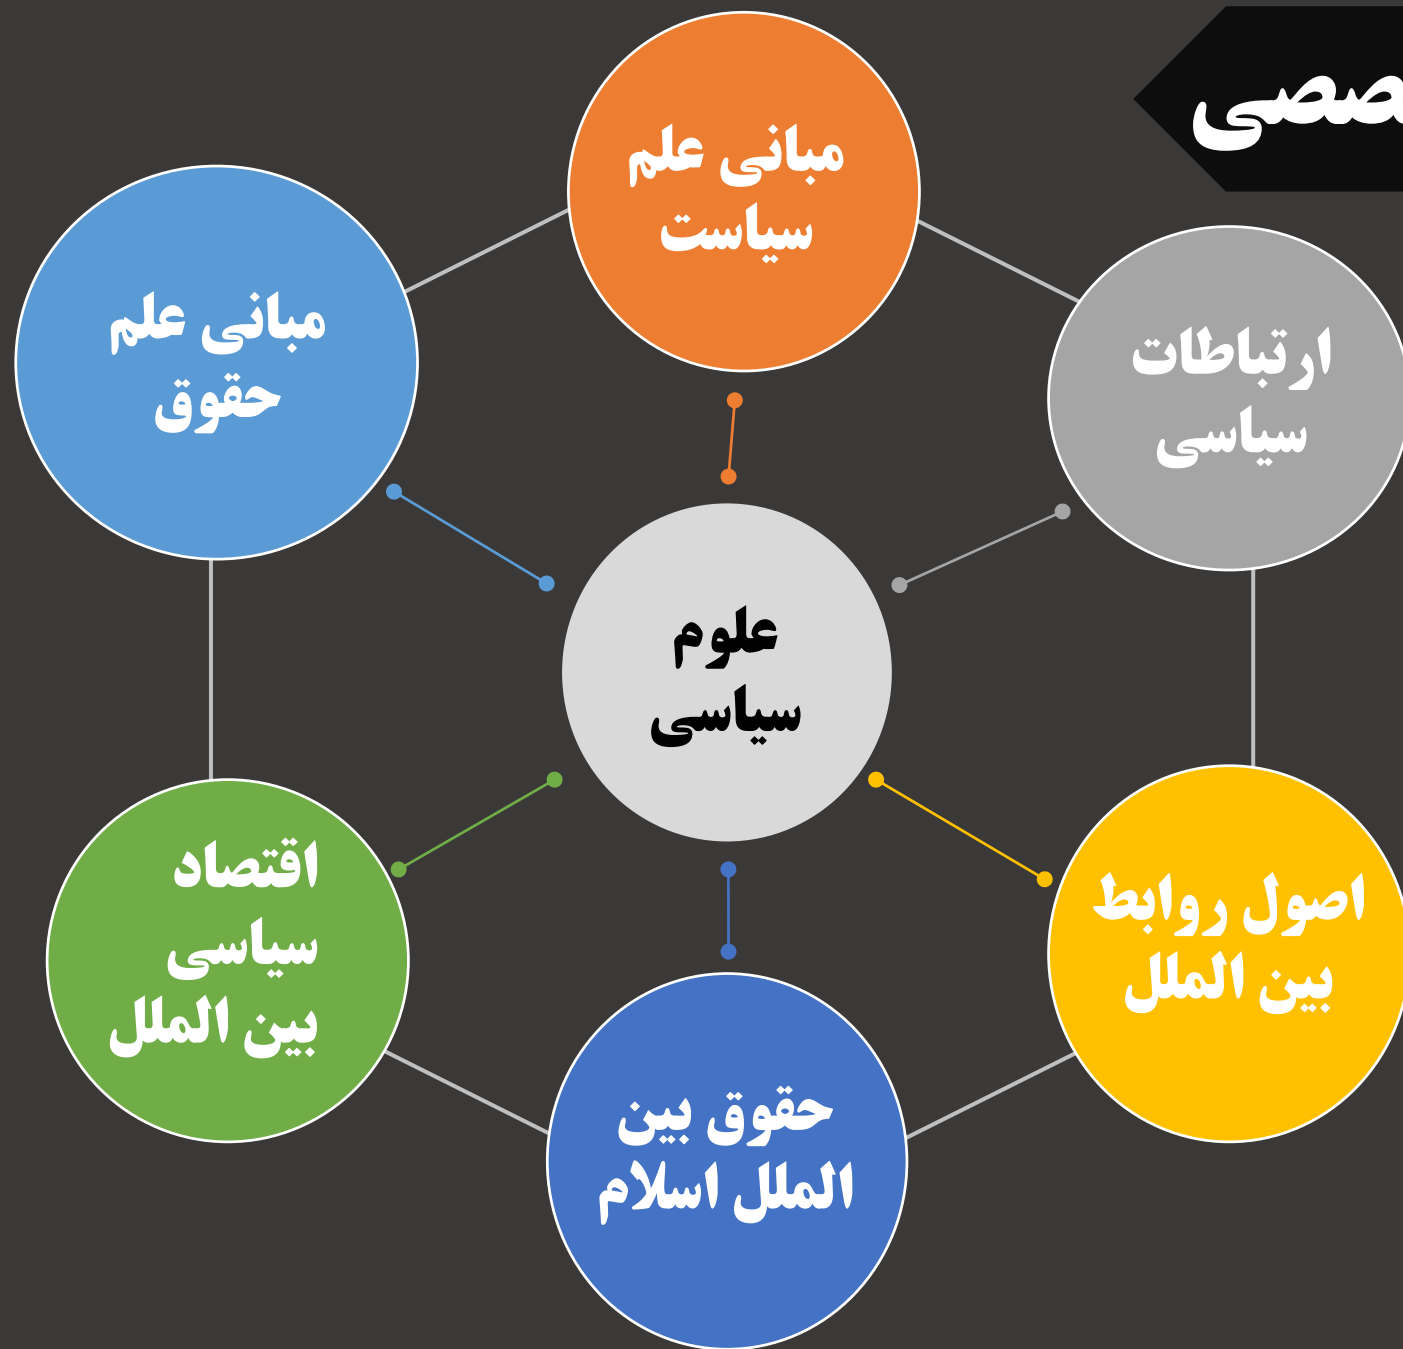 مبانی علم
سیاست
ارتباطات
سیاسی
مبانی علم
حقوق
علوم
سیاسی
اصول روابط
بین الملل
اقتصاد
سیاسی
بین الملل
حقوق بین
الملل اسلام